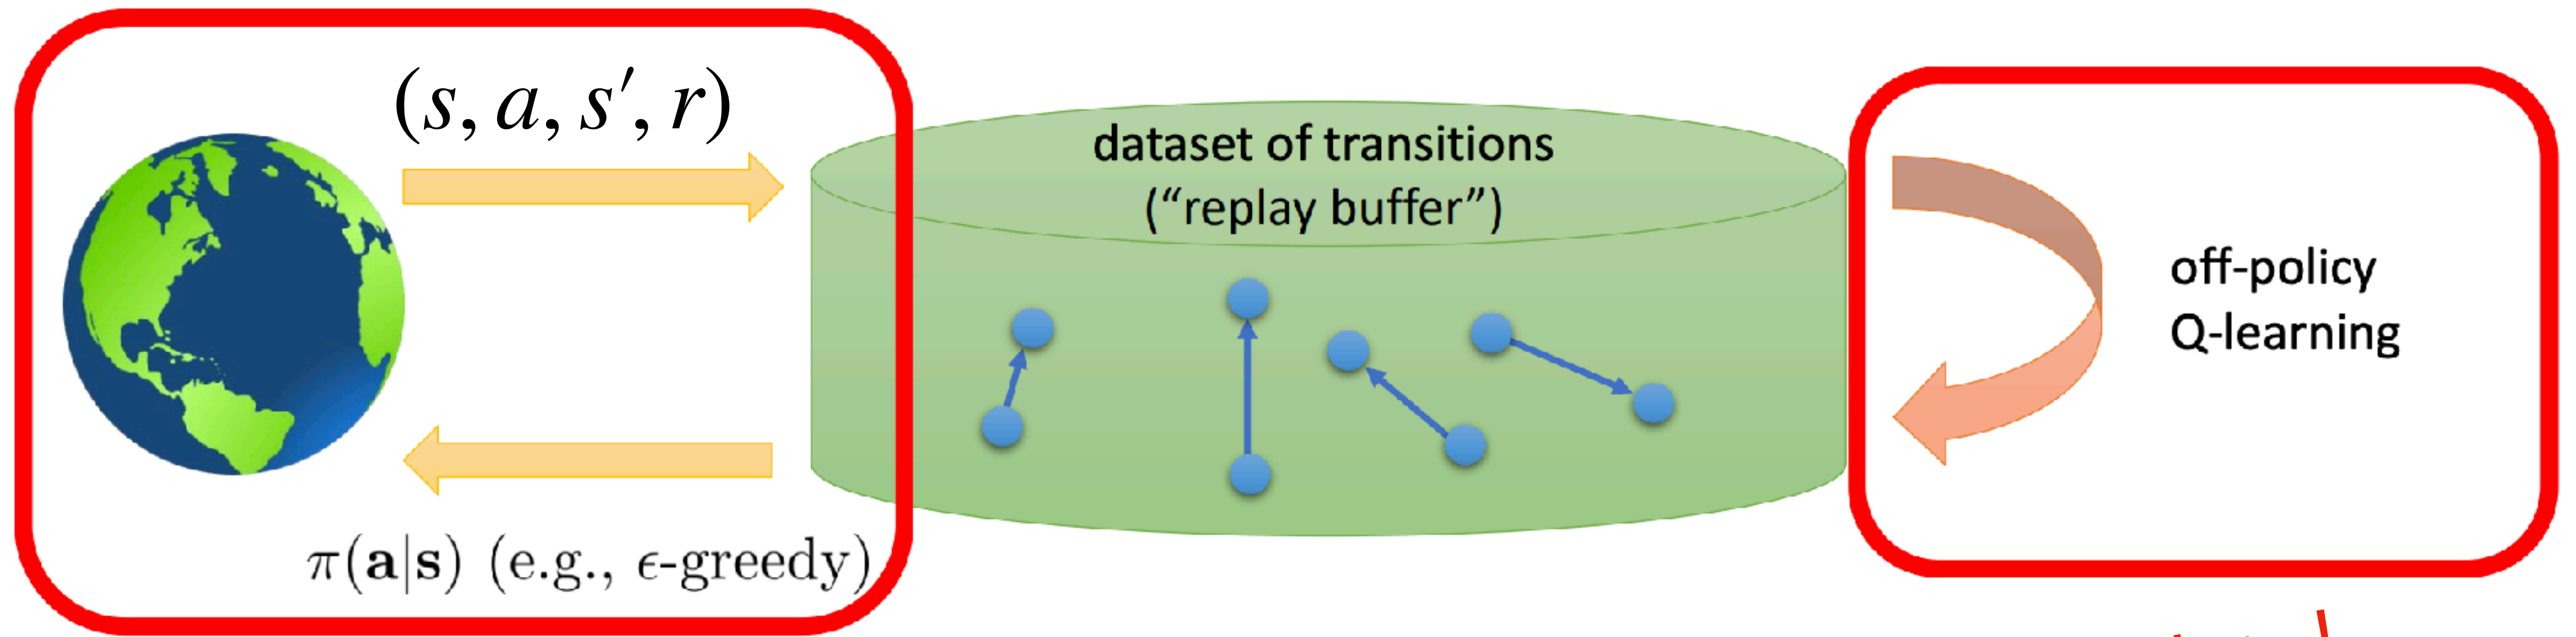 (s, a, s′, r)
dataset of transitions
(“replay buffer”)
off-policy
Q-learning
π(a|s) (e.g., ϵ-greedy)